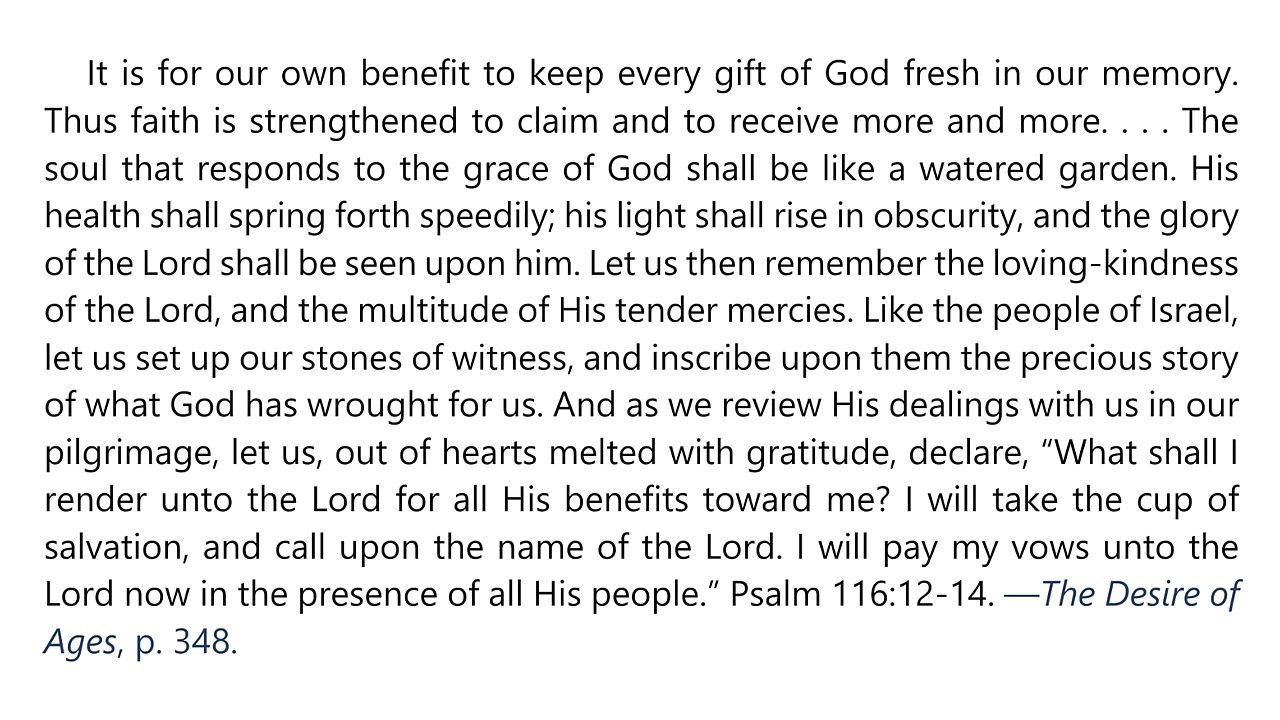 It is for our own benefit to keep every gift of God fresh in our memory.
Thus faith is strengthened to claim and to receive more and more. . . . The
soul that responds to the grace of God shall be like a watered garden. His
health shall spring forth speedily; his light shall rise in obscurity, and the glory
of the Lord shall be seen upon him. Let us then remember the loving-kindness
of the Lord, and the multitude of His tender mercies. Like the people of Israel,
let us set up our stones of witness, and inscribe upon them the precious story
of what God has wrought for us. And as we review His dealings with us in our
pilgrimage, let us, out of hearts melted with gratitude, declare, “What shall I
render unto the Lord for all His benefits toward me? I will take the cup of
salvation, and call upon the name of the Lord. I will pay my vows unto the
Lord now in the presence of all His people.” Psalm 116:12-14. —The Desire of
Ages, p. 348.